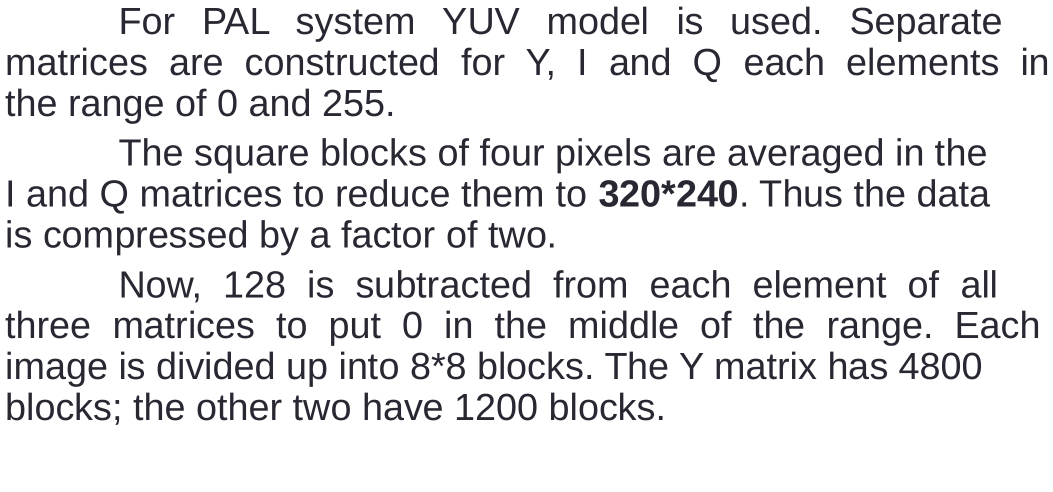 For PAL system YUV model is used. Separate
matrices are constructed for Y, I and Q each elements in
the range of 0 and 255.
The square blocks of four pixels are averaged in the
I and Q matrices to reduce them to 320*240. Thus the data
is compressed by a factor of two.
Now, 128 is subtracted from each element of all
three matrices to put 0 in the middle of the range. Each
image is divided up into 8*8 blocks. The Y matrix has 4800
blocks; the other two have 1200 blocks.